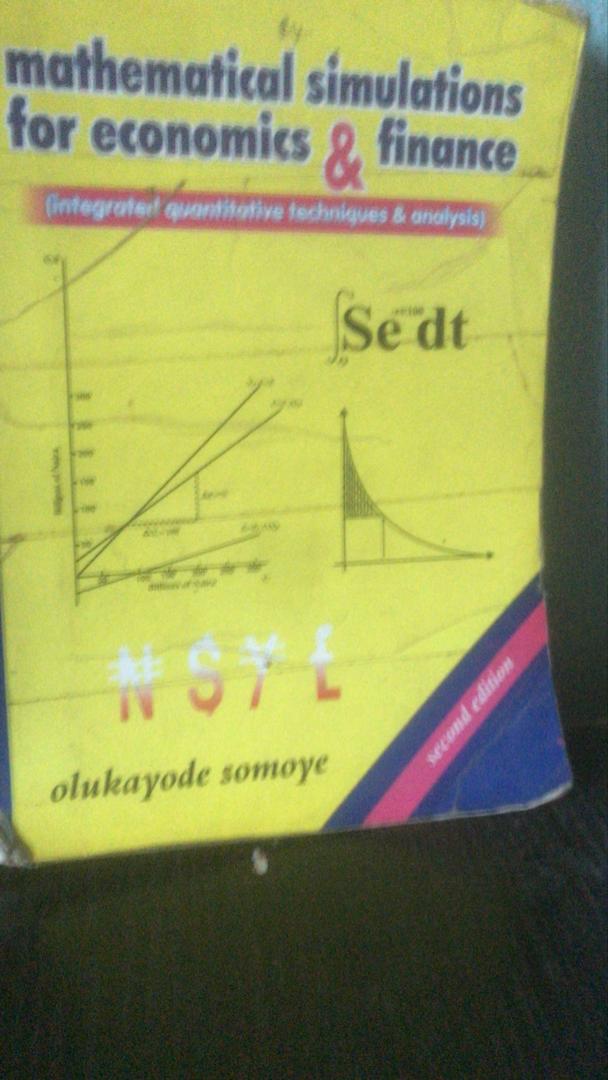 mathematical simulations
for economics & finance
(integrated quantitative techniques & analysis)
Se dt
₦ $ ¥ £
second edition
olukayode somoye